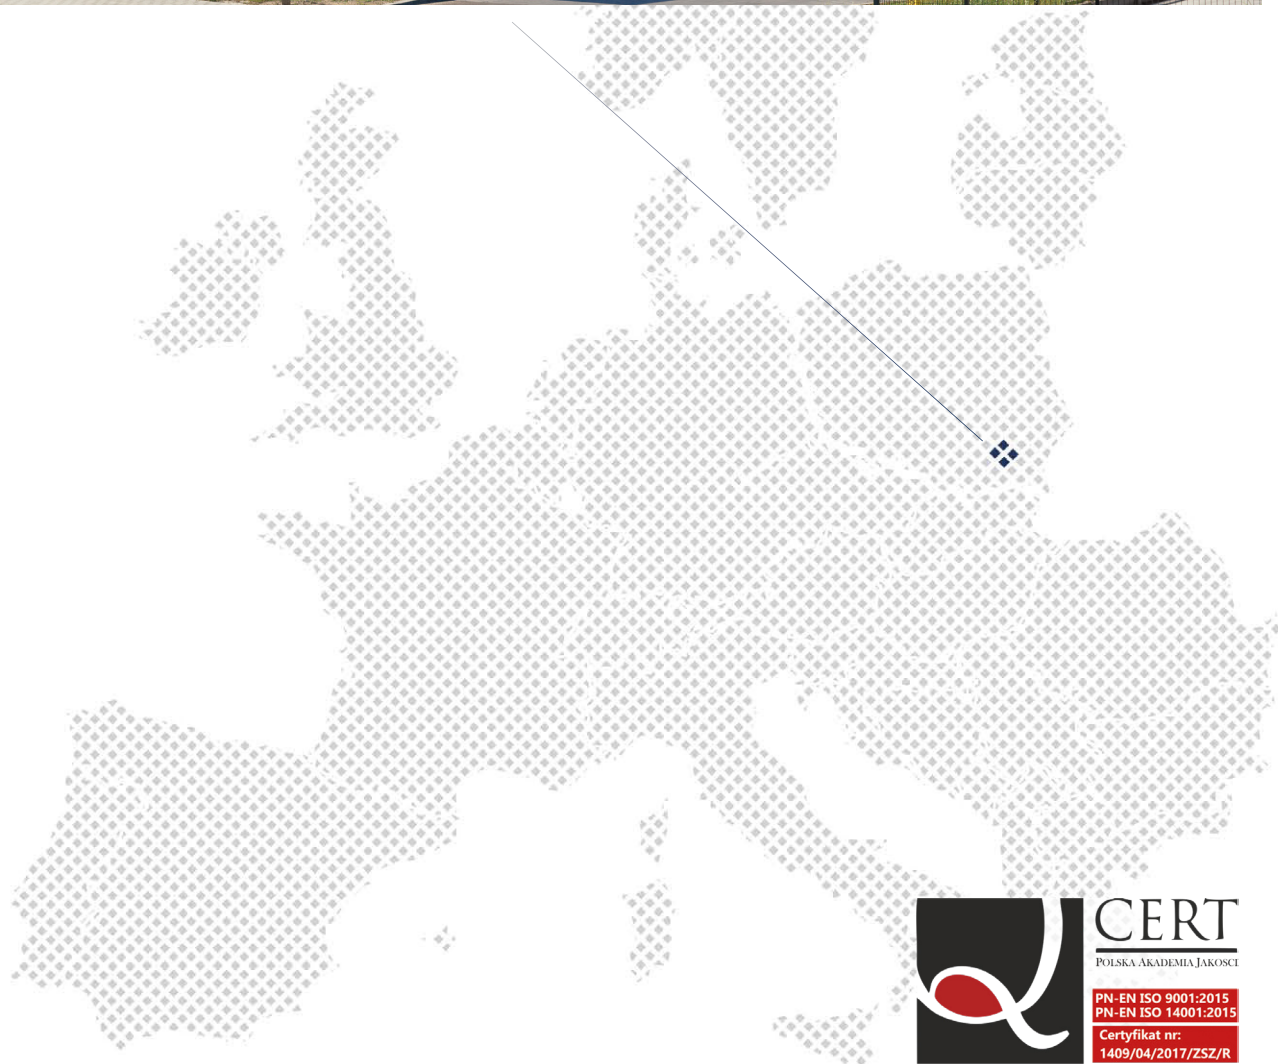 CERT
POLSKA AKADEMIA JAKOSCI
PN-EN ISO 9001:2015
PN-EN ISO 14001:2015
Certyfikat nr:
1409/04/2017/ZSZ/R